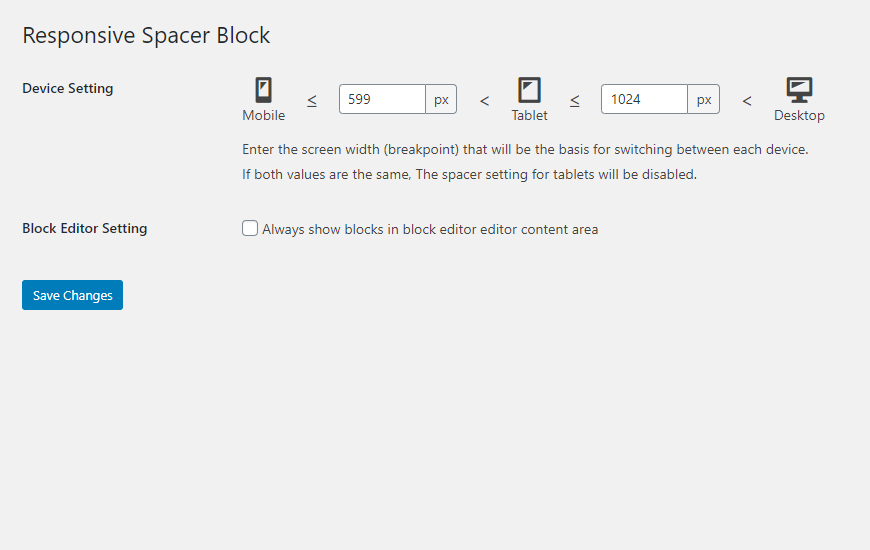 Responsive Spacer Block
Device Setting
Mobile ≤ 599 px < Tablet ≤ 1024 px < Desktop
Enter the screen width (breakpoint) that will be the basis for switching between each device.
If both values are the same, The spacer setting for tablets will be disabled.
Block Editor Setting
Always show blocks in block editor editor content area
Save Changes